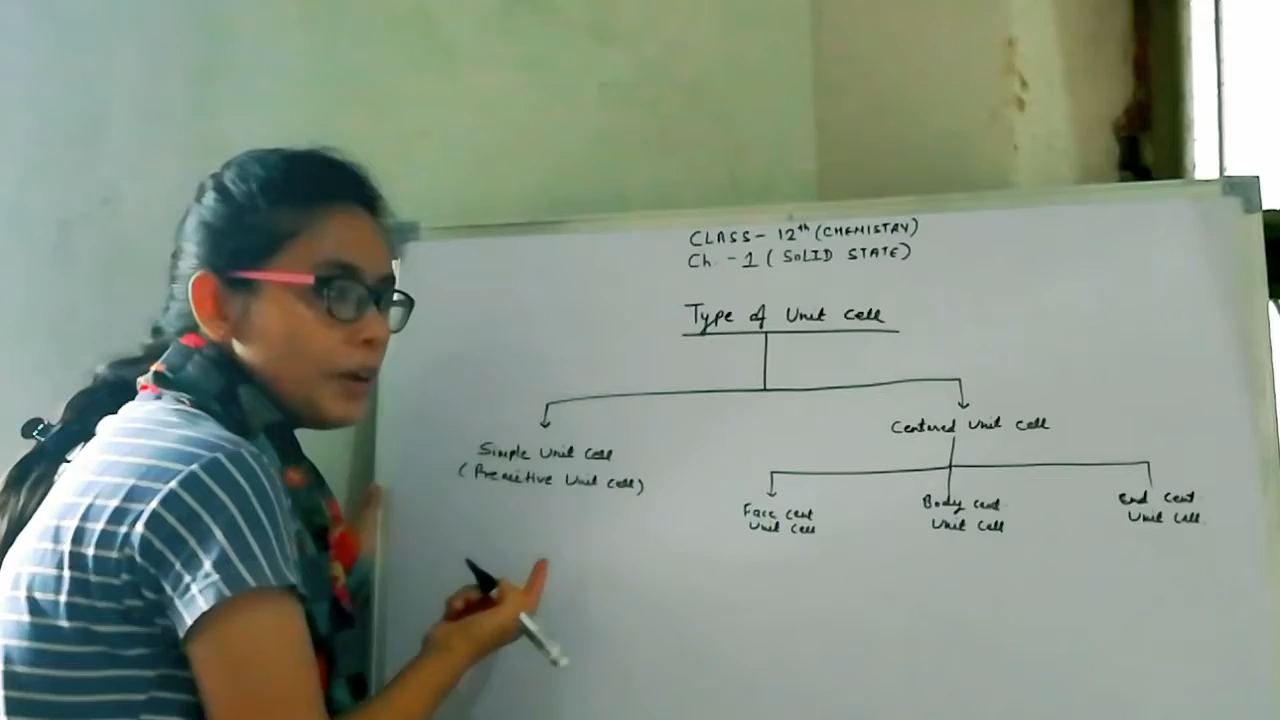 CLASS- 12th (CHEMISTRY)
Ch. -1 ( SOLID STATE)
Type of Unit Cell
Centered Unit Cell
Simple Unit Cell
(Premitive Unit Cell)
Face cent
Unit Cell
Body cent
Unit Cell
End cent
Unit Cell.